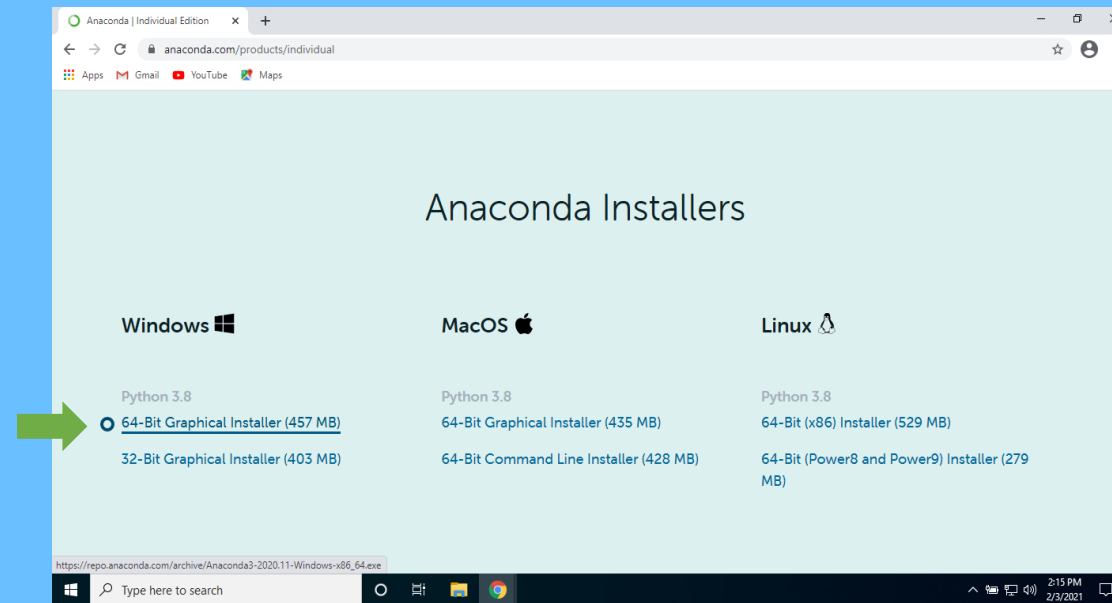 Anaconda | Individual Edition
anaconda.com/products/individual
Apps Gmail YouTube Maps
Anaconda Installers
Windows
MacOS
Linux
Python 3.8
Python 3.8
Python 3.8
64-Bit Graphical Installer (457 MB)
64-Bit Graphical Installer (435 MB)
64-Bit (x86) Installer (529 MB)
32-Bit Graphical Installer (403 MB)
64-Bit Command Line Installer (428 MB)
64-Bit (Power8 and Power9) Installer (279
MB)
https://repo.anaconda.com/archive/Anaconda3-2020.11-Windows-x86_64.exe
Type here to search
2:15 PM
2/3/2021